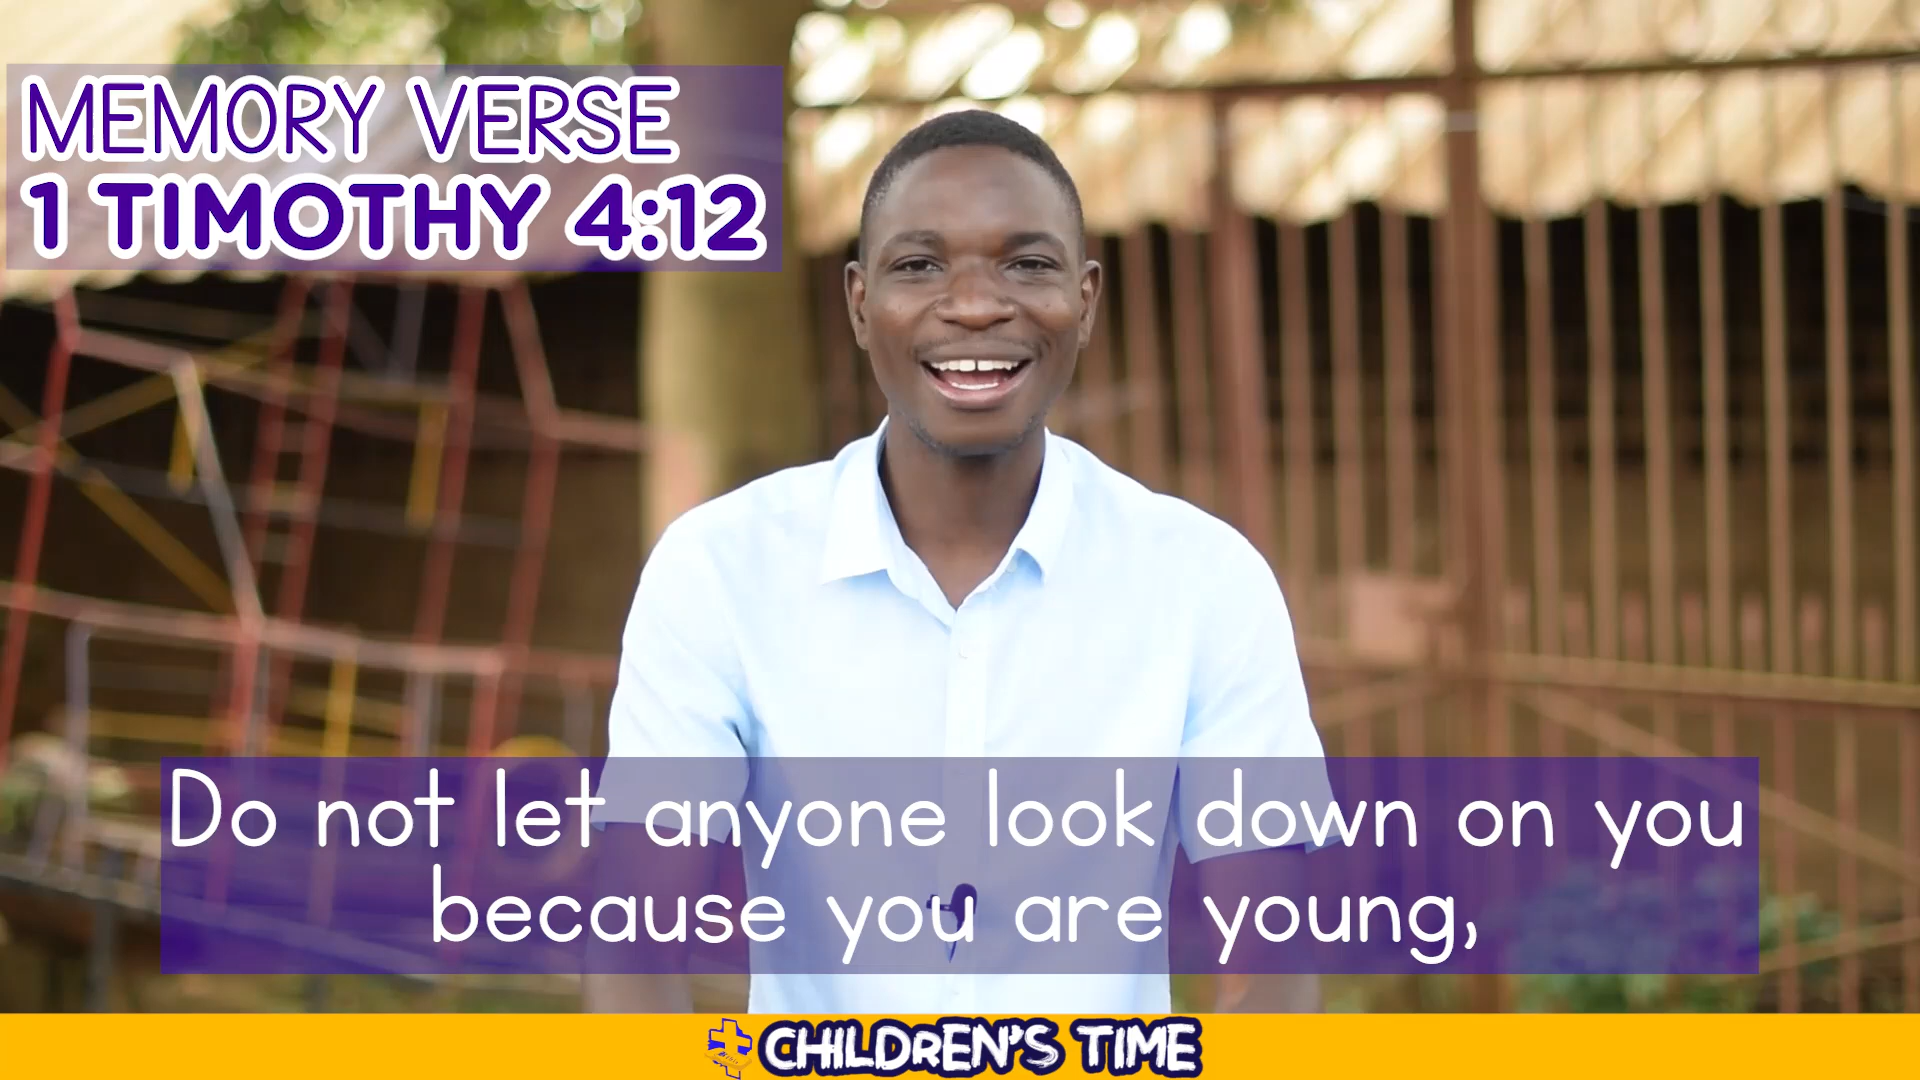 MEMORY VERSE
1 TIMOTHY 4:12
Do not let anyone look down on you
because you are young,
CHILDREN'S TIME